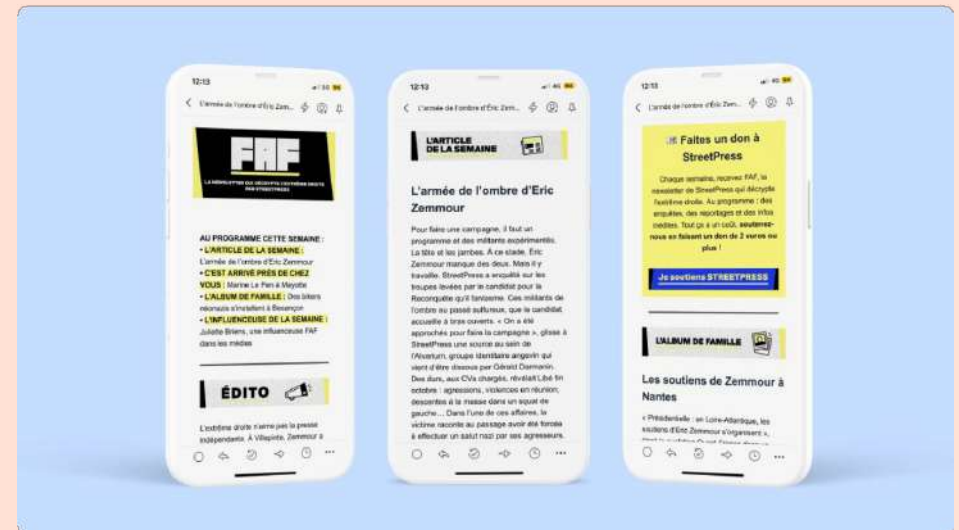 12:13
L'armée de l'ombre d'Éric Zem...
FAF
LA NEWSLETTER QUI DÉCRYPTE L'EXTRÊME DROITE
PAR STREETPRESS
AU PROGRAMME CETTE SEMAINE :
• L'ARTICLE DE LA SEMAINE :
L'armée de l'ombre d'Éric Zemmour
• C'EST ARRIVÉ PRÈS DE CHEZ
VOUS : Marine Le Pen à Mayotte
• L'ALBUM DE FAMILLE : Des bikers
néonazis s'installent à Besançon
• L'INFLUENCEUSE DE LA SEMAINE :
Juliette Briens, une influenceuse FAF
dans les médias
ÉDITO
L'extrême droite n'aime pas la presse
indépendante. À Villepinte, Zemmour a
12:13
4G
L'armée de l'ombre d'Éric Zem...
L'ARTICLE
DE LA SEMAINE
L'armée de l'ombre d'Eric
Zemmour
Pour faire une campagne, il faut un
programme et des militants expérimentés.
La tête et les jambes. À ce stade, Éric
Zemmour manque des deux. Mais il y
travaille. StreetPress a enquêté sur les
troupes levées par le candidat pour la
Reconquête qu'il fantasme. Ces militants de
l'ombre au passé sulfureux, que le candidat
accueille à bras ouverts. « On a été
approchés pour faire la campagne », glisse à
StreetPress une source au sein de
l'Alvarium, groupe identitaire angevin qui
vient d'être dissous par Gérald Darmanin.
Des durs, aux CVs chargés, révélait Libé fin
octobre : agressions, violences en réunion,
descentes à la masse dans un squat de
gauche... Dans l'une de ces affaires, la
victime raconte au passage avoir été forcée
à effectuer un salut nazi par ses agresseurs.
12:13
4G
L'armée de l'ombre d'Éric Zem...
Faites un don à
StreetPress
Chaque semaine, recevez FAF, la
newsletter de StreetPress qui décrypte
l'extrême droite. Au programme : des
enquêtes, des reportages et des infos
inédites. Tout ça a un coût, soutenez-
nous en faisant un don de 2 euros ou
plus !
Je soutiens STREETPRESS
L'ALBUM DE FAMILLE
Les soutiens de Zemmour à
Nantes
« Présidentielle : en Loire-Atlantique, les
soutiens d'Eric Zemmour s'organisent »,